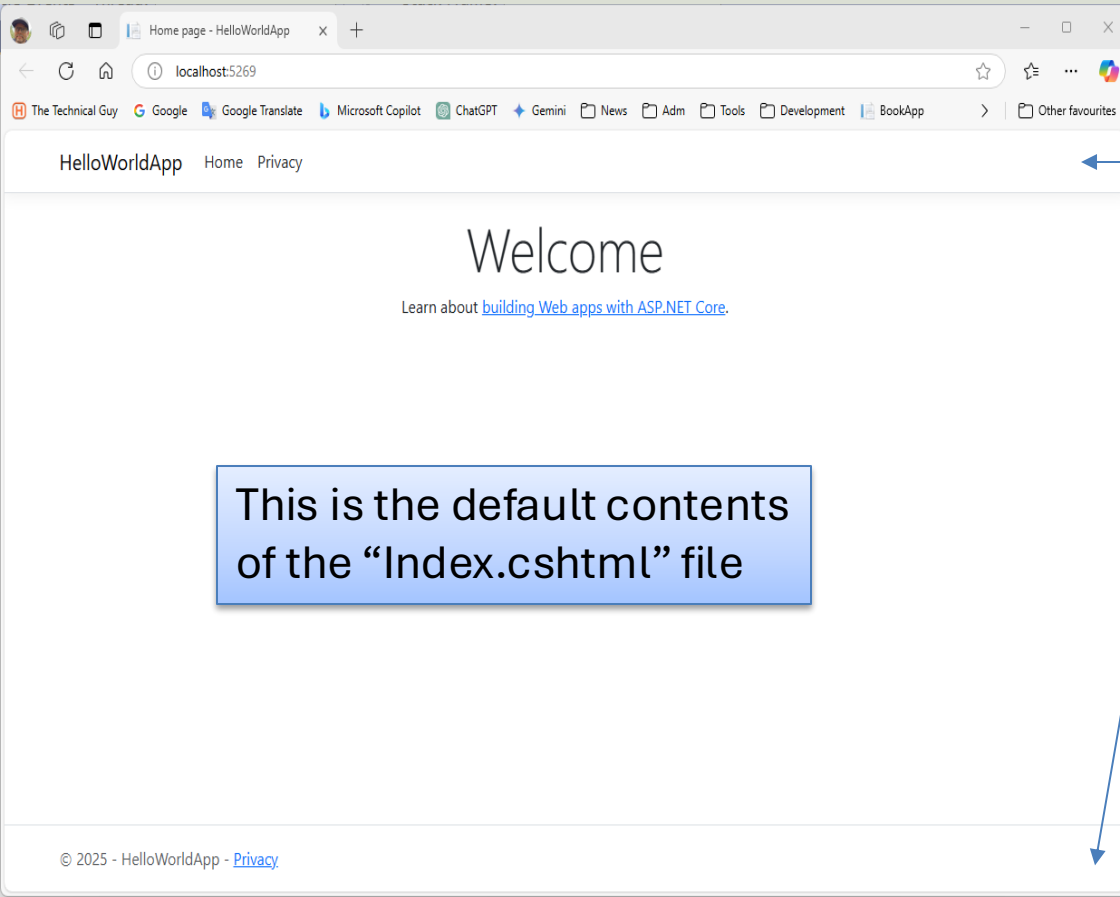 Home page - HelloWorldApp
localhost:5269
The Technical Guy Google Google Translate Microsoft Copilot ChatGPT Gemini News Adm Tools Development BookApp Other favourites
HelloWorldApp Home Privacy
Welcome
Learn about building Web apps with ASP.NET Core.
This is the default contents
of the “Index.cshtml” file
© 2025 - HelloWorldApp - Privacy